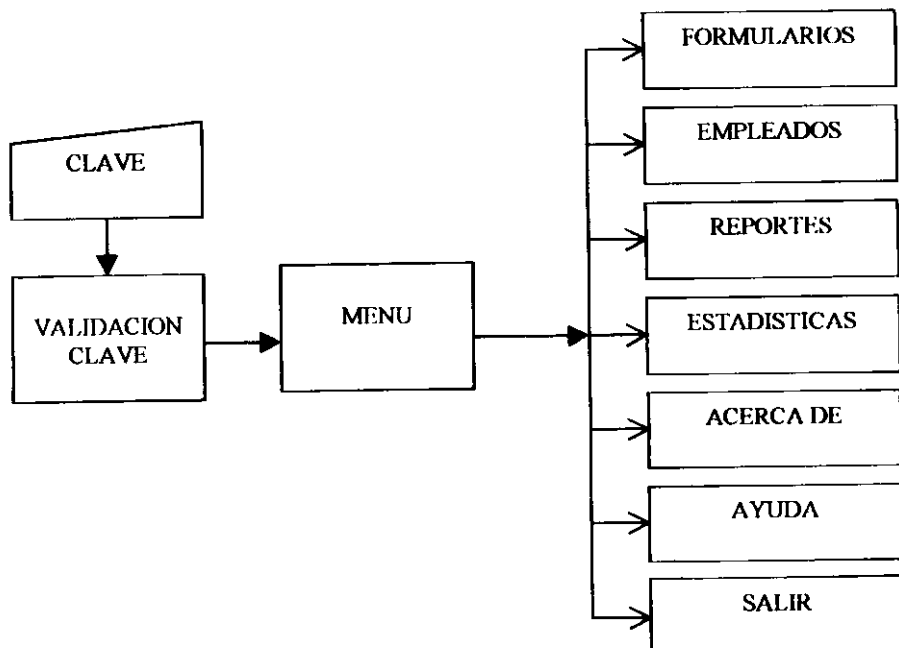 CLAVE
VALIDACION
CLAVE
MENU
FORMULARIOS
EMPLEADOS
REPORTES
ESTADISTICAS
ACERCA DE
AYUDA
SALIR